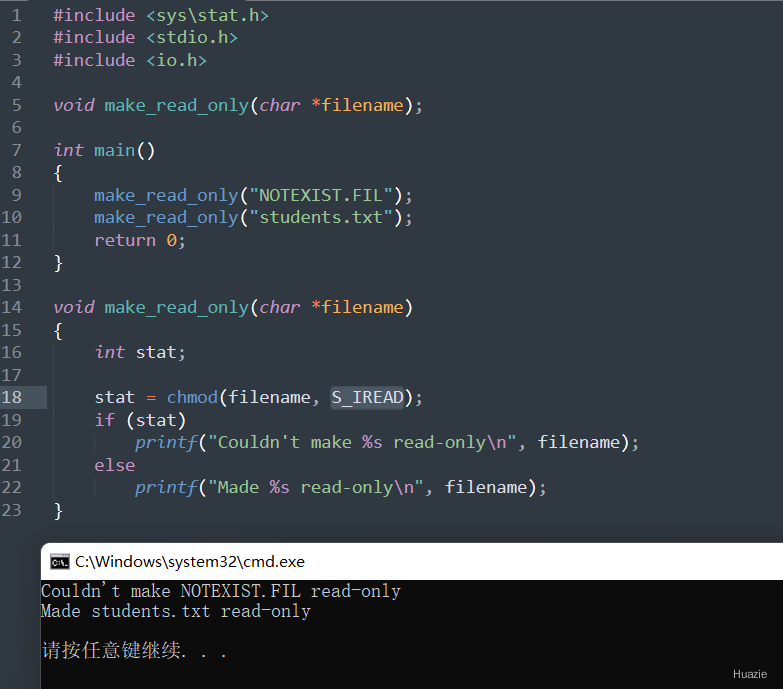 1 #include <sys\stat.h>
2 #include <stdio.h>
3 #include <io.h>
4
5 void make_read_only(char *filename);
6
7 int main()
8 {
9     make_read_only("NOTEXIST.FIL");
10     make_read_only("students.txt");
11     return 0;
12 }
13
14 void make_read_only(char *filename)
15 {
16     int stat;
17
18     stat = chmod(filename, S_IREAD);
19     if (stat)
20         printf("Couldn't make %s read-only\n", filename);
21     else
22         printf("Made %s read-only\n", filename);
23 }
C:\Windows\system32\cmd.exe
Couldn't make NOTEXIST.FIL read-only
Made students.txt read-only
请按任意键继续. . .
Huazie